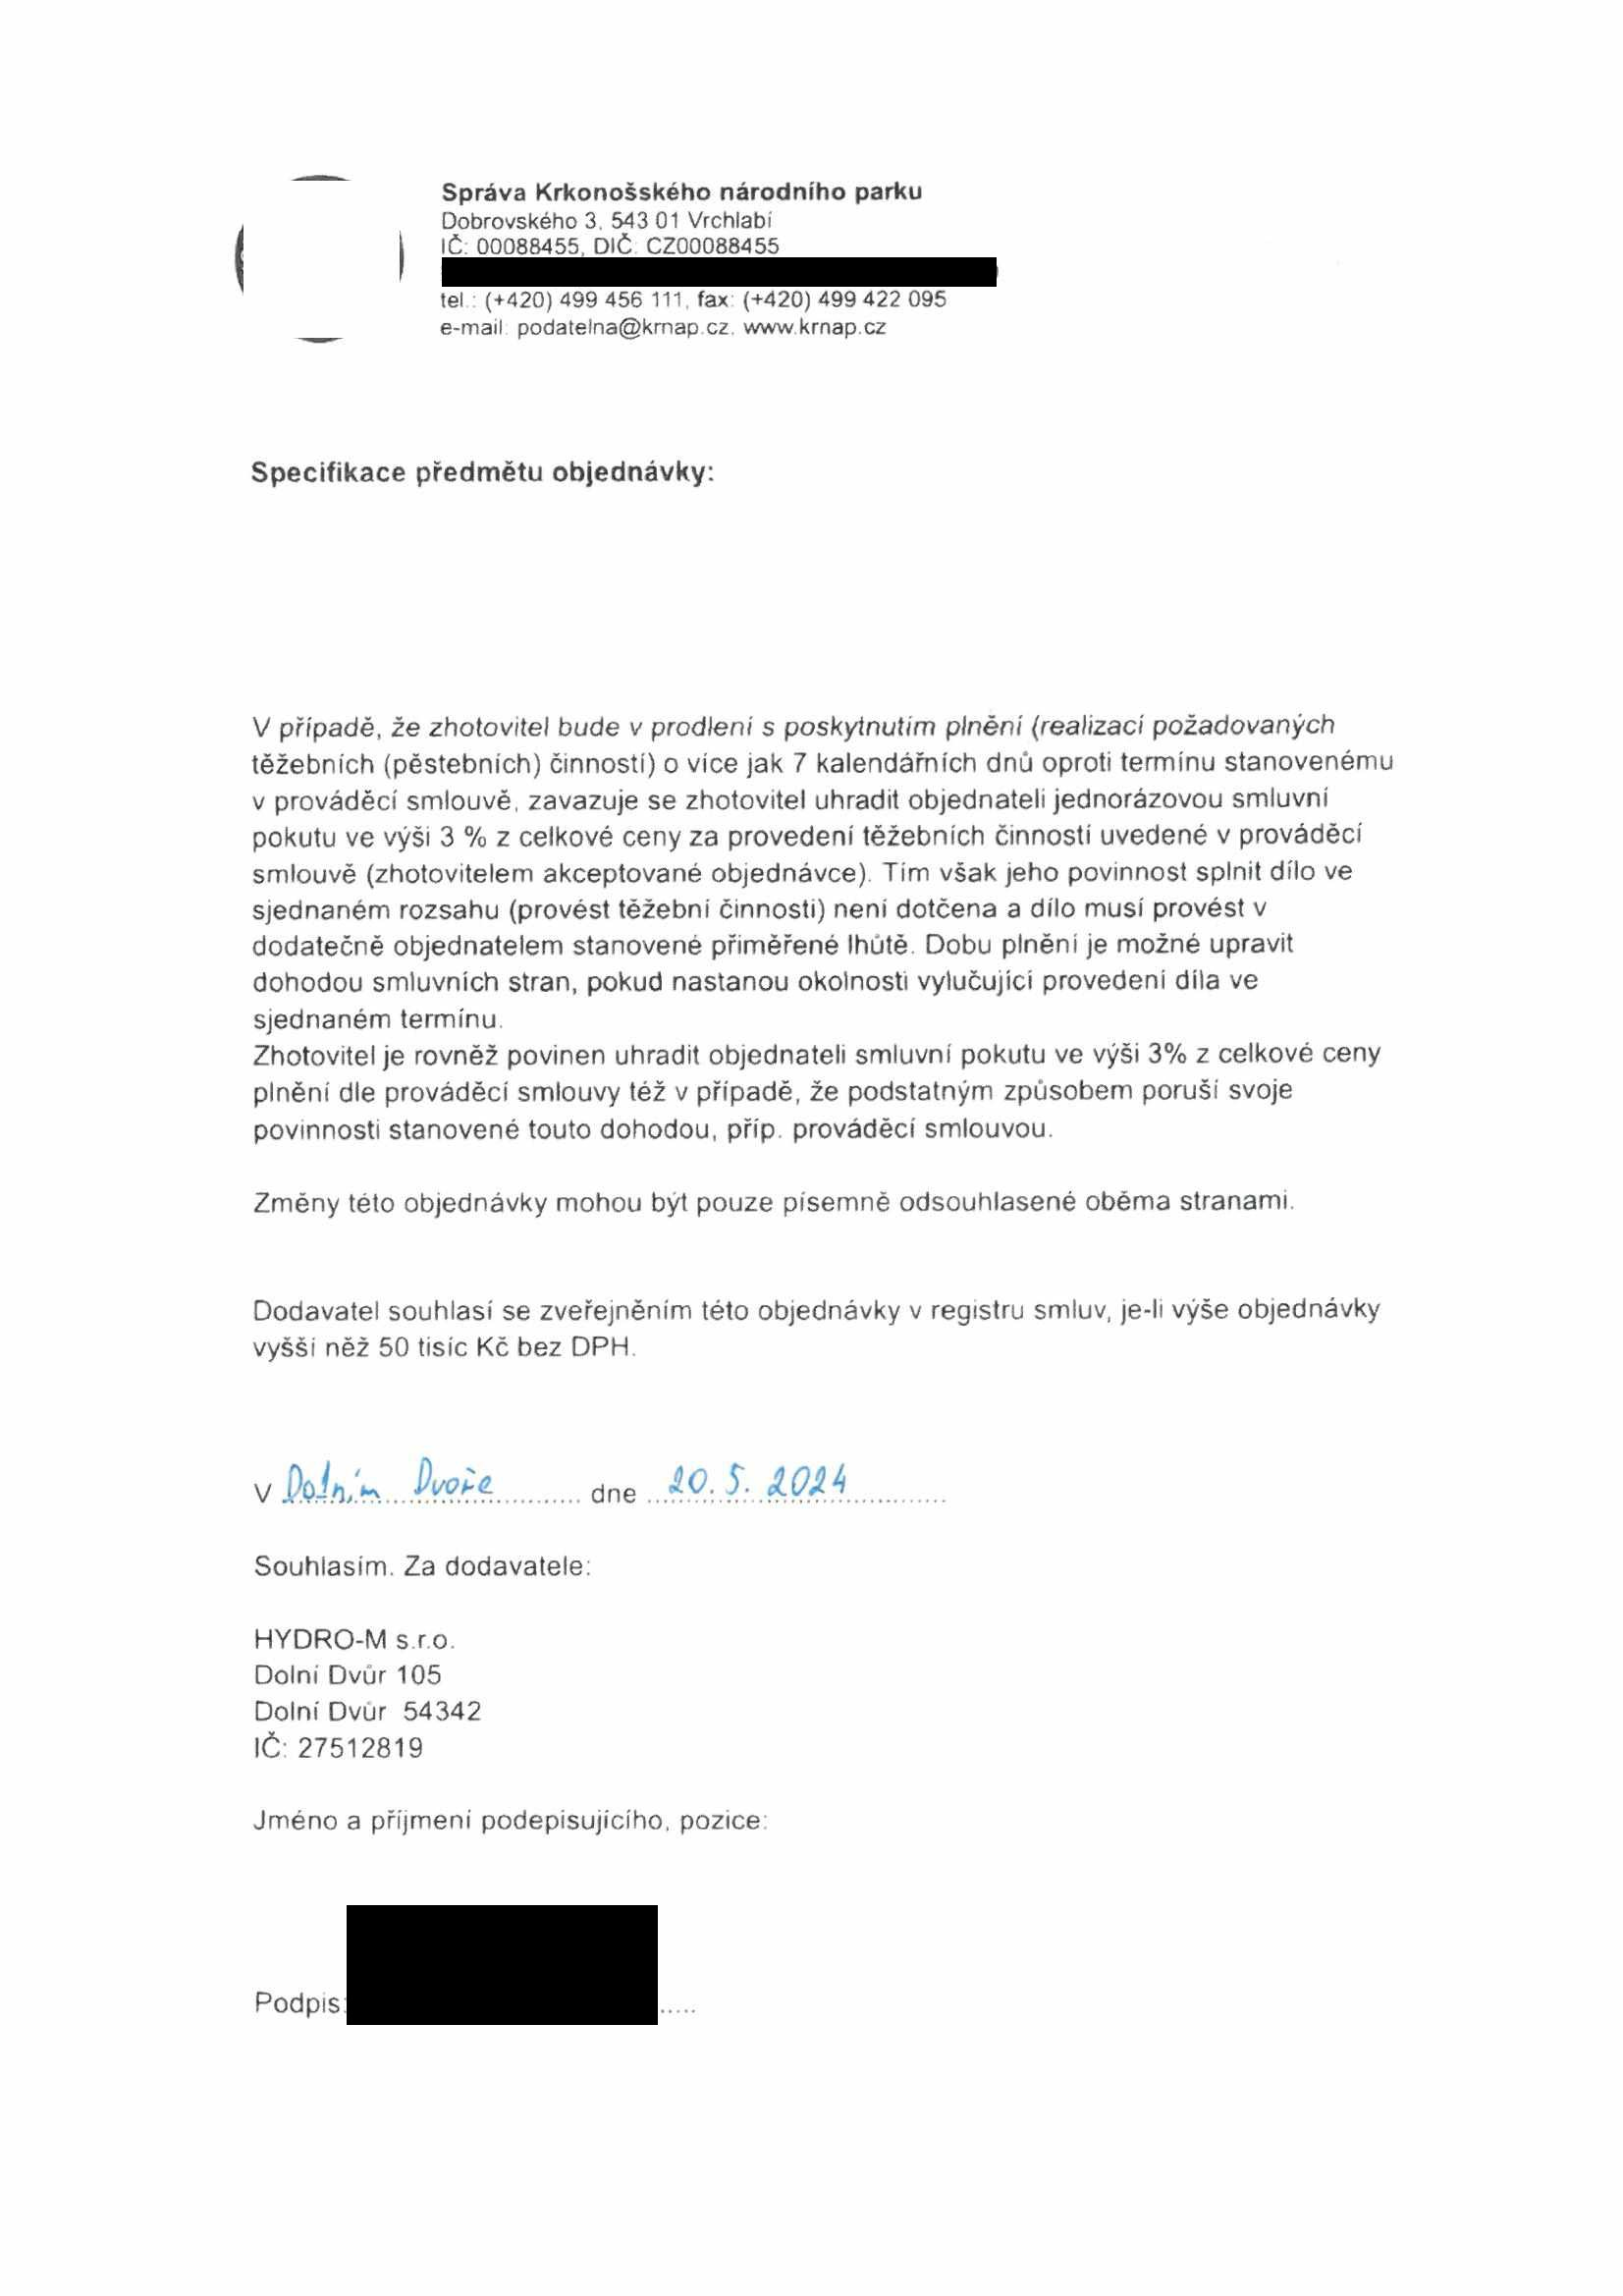 Správa Krkonošského národního parku
Dobrovského 3, 543 01 Vrchlabí
IČ: 00088455, DIČ: CZ00088455
tel.: (+420) 499 456 111, fax: (+420) 499 422 095
e-mail: podatelna@krnap.cz, www.krnap.cz
Specifikace předmětu objednávky:
V případě, že zhotovitel bude v prodlení s poskytnutím plnění (realizací požadovaných
těžebních (pěstebních) činností) o více jak 7 kalendářních dnů oproti termínu stanovenému
v prováděcí smlouvě, zavazuje se zhotovitel uhradit objednateli jednorázovou smluvní
pokutu ve výši 3 % z celkové ceny za provedení těžebních činností uvedené v prováděcí
smlouvě (zhotovitelem akceptované objednávce). Tím však jeho povinnost splnit dílo ve
sjednaném rozsahu (provést těžební činnosti) není dotčena a dílo musí provést v
dodatečně objednatelem stanovené přiměřené lhůtě. Dobu plnění je možné upravit
dohodou smluvních stran, pokud nastanou okolnosti vylučující provedení díla ve
sjednaném termínu.
Zhotovitel je rovněž povinen uhradit objednateli smluvní pokutu ve výši 3% z celkové ceny
plnění dle prováděcí smlouvy též v případě, že podstatným způsobem poruší svoje
povinnosti stanovené touto dohodou, příp. prováděcí smlouvou.
Změny této objednávky mohou být pouze písemně odsouhlasené oběma stranami.
Dodavatel souhlasí se zveřejněním této objednávky v registru smluv, je-li výše objednávky
vyšší něž 50 tisíc Kč bez DPH.
V Dolním Dvoře dne 20. 5. 2024
Souhlasím. Za dodavatele:
HYDRO-M s.r.o.
Dolní Dvůr 105
Dolní Dvůr 54342
IČ: 27512819
Jméno a příjmení podepisujícího, pozice:
Podpis:.....